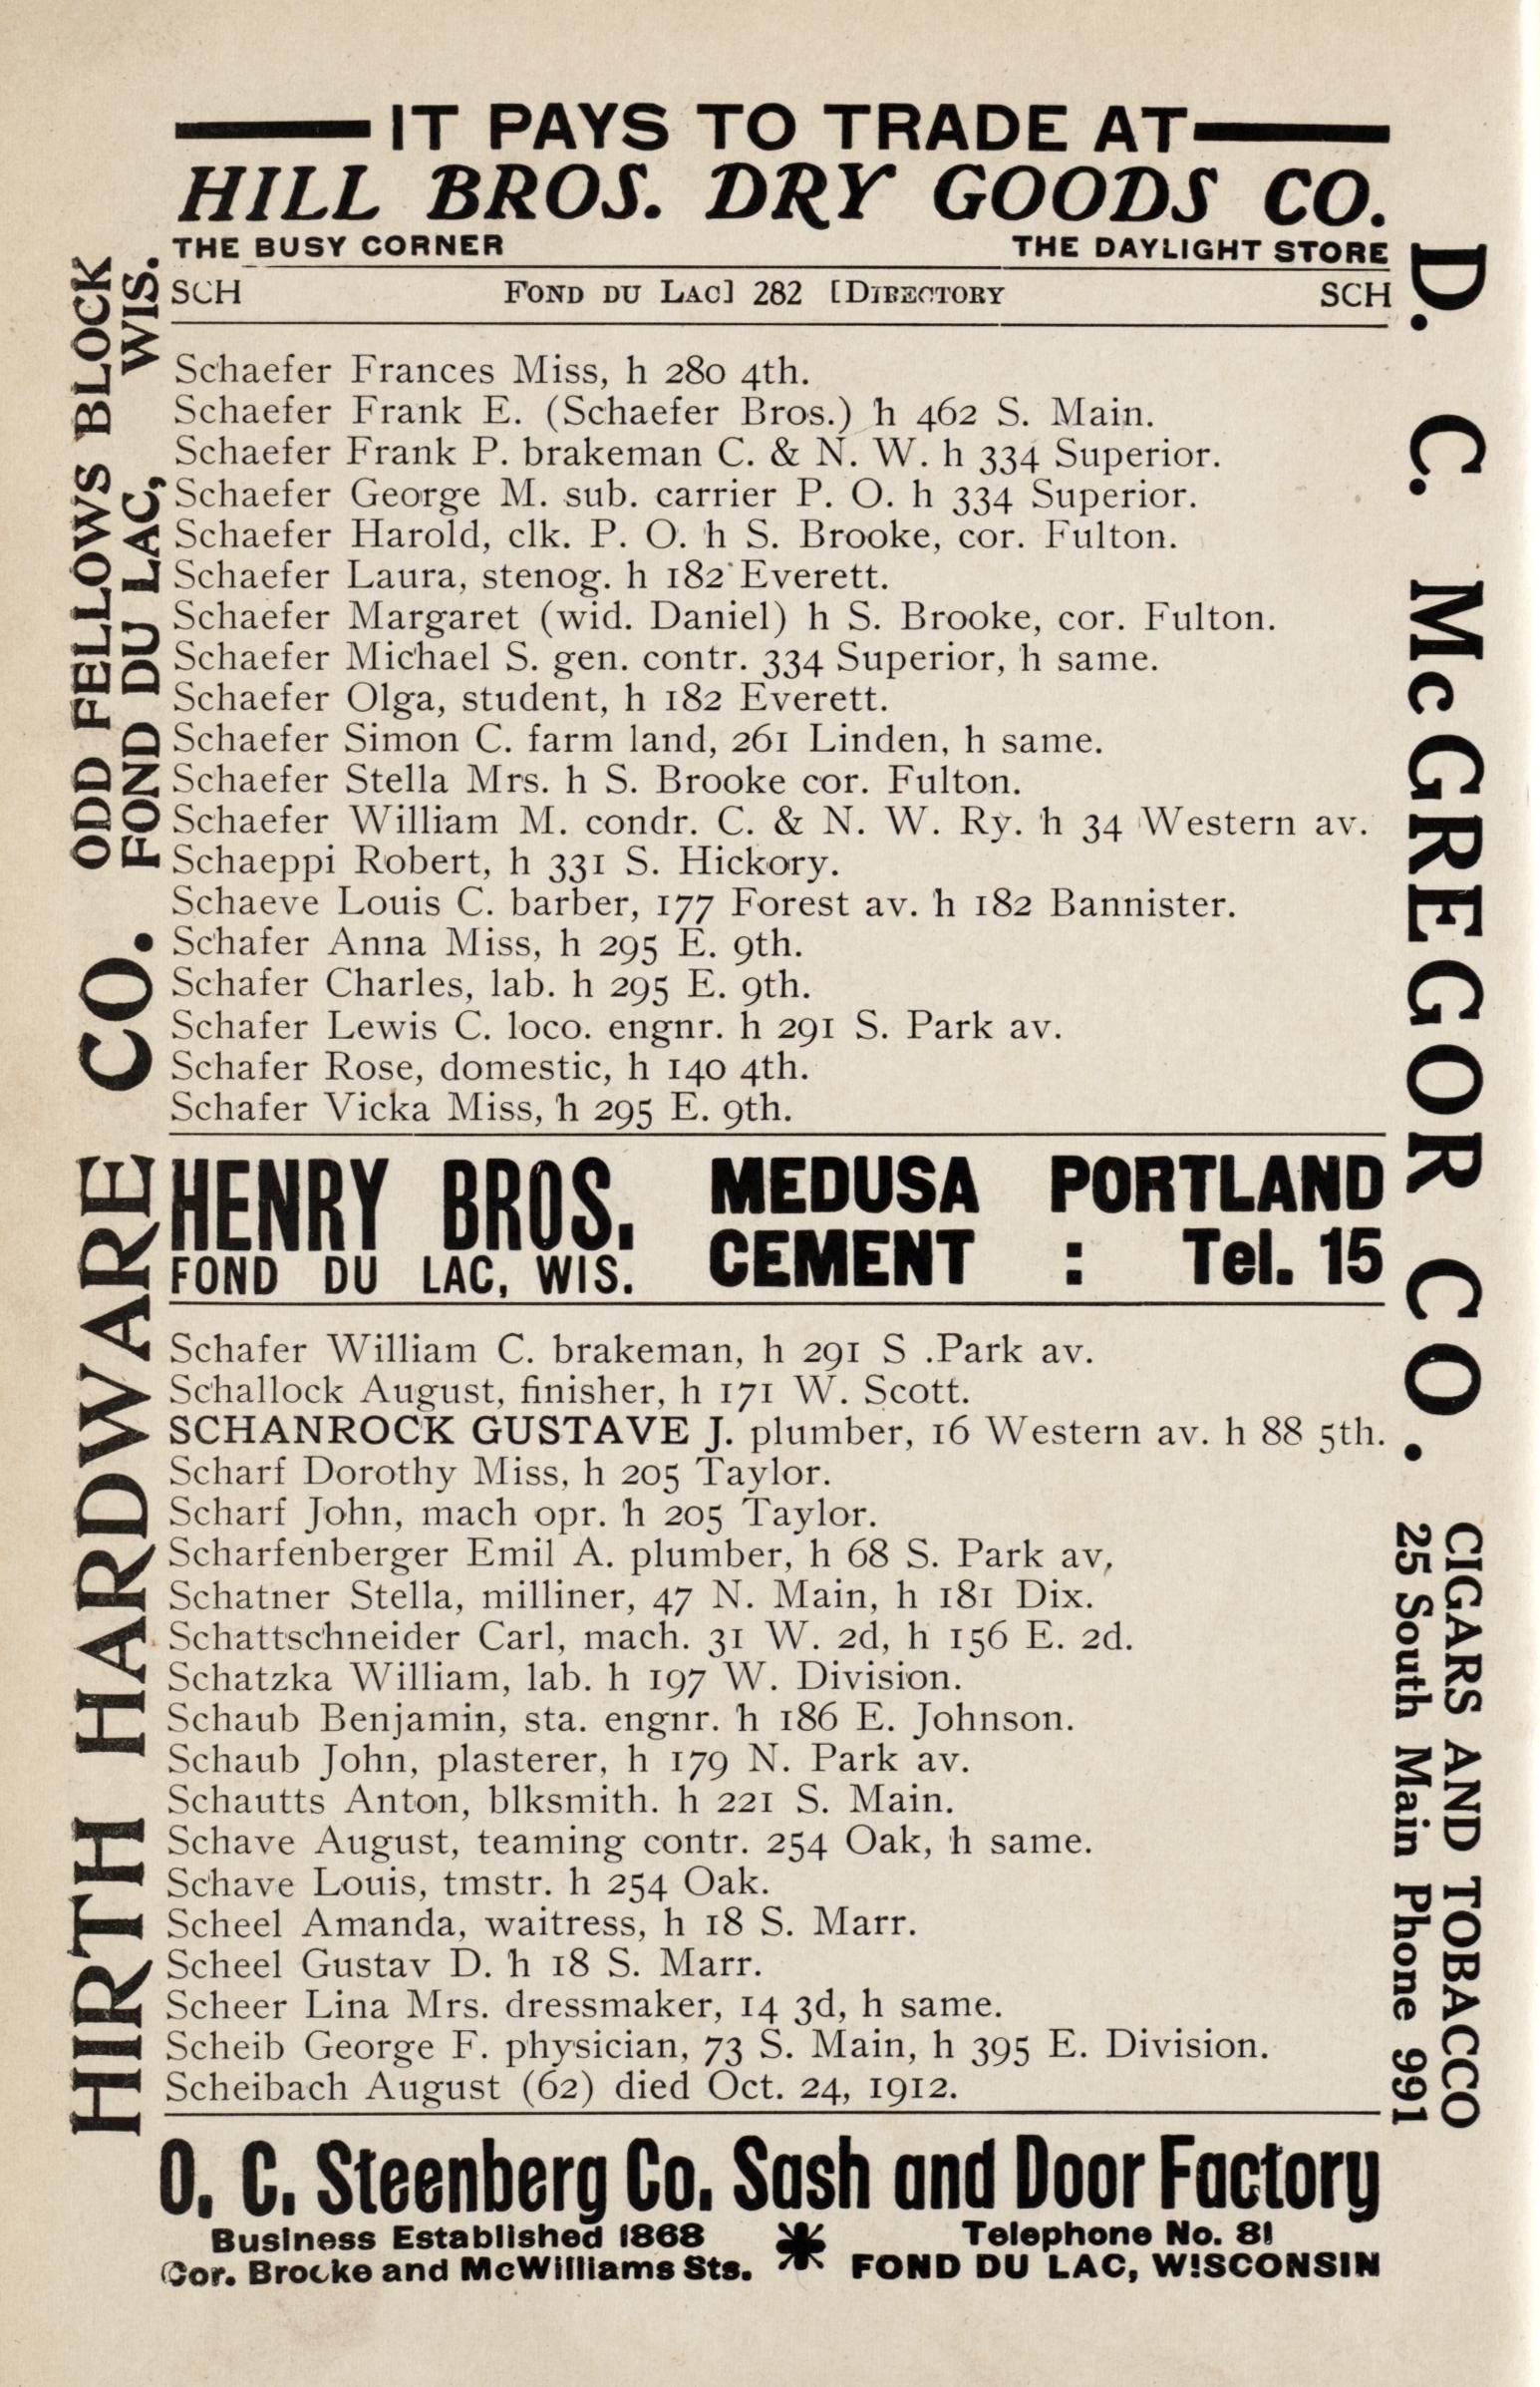 IT PAYS TO TRADE AT
HILL BROS. DRY GOODS CO.
THE BUSY CORNER THE DAYLIGHT STORE
SCH FOND DU LAC] 282 [DIRECTORY SCH
Schaefer Frances Miss, h 280 4th.
Schaefer Frank E. (Schaefer Bros.) h 462 S. Main.
Schaefer Frank P. brakeman C. & N. W. h 334 Superior.
Schaefer George M. sub. carrier P. O. h 334 Superior.
Schaefer Harold, clk. P. O. h S. Brooke, cor. Fulton.
Schaefer Laura, stenog. h 182 Everett.
Schaefer Margaret (wid. Daniel) h S. Brooke, cor. Fulton.
Schaefer Michael S. gen. contr. 334 Superior, h same.
Schaefer Olga, student, h 182 Everett.
Schaefer Simon C. farm land, 261 Linden, h same.
Schaefer Stella Mrs. h S. Brooke cor. Fulton.
Schaefer William M. condr. C. & N. W. Ry. h 34 Western av.
Schaeppi Robert, h 331 S. Hickory.
Schaeve Louis C. barber, 177 Forest av. h 182 Bannister.
Schafer Anna Miss, h 295 E. 9th.
Schafer Charles, lab. h 295 E. 9th.
Schafer Lewis C. loco. engnr. h 291 S. Park av.
Schafer Rose, domestic, h 140 4th.
Schafer Vicka Miss, h 295 E. 9th.
HENRY BROS.
FOND DU LAC, WIS.
MEDUSA PORTLAND
CEMENT : Tel. 15
Schafer William C. brakeman, h 291 S .Park av.
Schallock August, finisher, h 171 W. Scott.
SCHANROCK GUSTAVE J. plumber, 16 Western av. h 88 5th.
Scharf Dorothy Miss, h 205 Taylor.
Scharf John, mach opr. h 205 Taylor.
Scharfenberger Emil A. plumber, h 68 S. Park av,
Schatner Stella, milliner, 47 N. Main, h 181 Dix.
Schattschneider Carl, mach. 31 W. 2d, h 156 E. 2d.
Schatzka William, lab. h 197 W. Division.
Schaub Benjamin, sta. engnr. h 186 E. Johnson.
Schaub John, plasterer, h 179 N. Park av.
Schautts Anton, blksmith. h 221 S. Main.
Schave August, teaming contr. 254 Oak, h same.
Schave Louis, tmstr. h 254 Oak.
Scheel Amanda, waitress, h 18 S. Marr.
Scheel Gustav D. h 18 S. Marr.
Scheer Lina Mrs. dressmaker, 14 3d, h same.
Scheib George F. physician, 73 S. Main, h 395 E. Division.
Scheibach August (62) died Oct. 24, 1912.
O. C. Steenberg Co. Sash and Door Factory
Business Established 1868
Cor. Brocke and McWilliams Sts.
*
Telephone No. 81
FOND DU LAC, WISCONSIN
HIRTH HARDWARE CO.
ODD FELLOWS BLOCK
FOND DU LAC, WIS.
D. C. McGREGOR CO.
CIGARS AND TOBACCO
25 South Main Phone 991